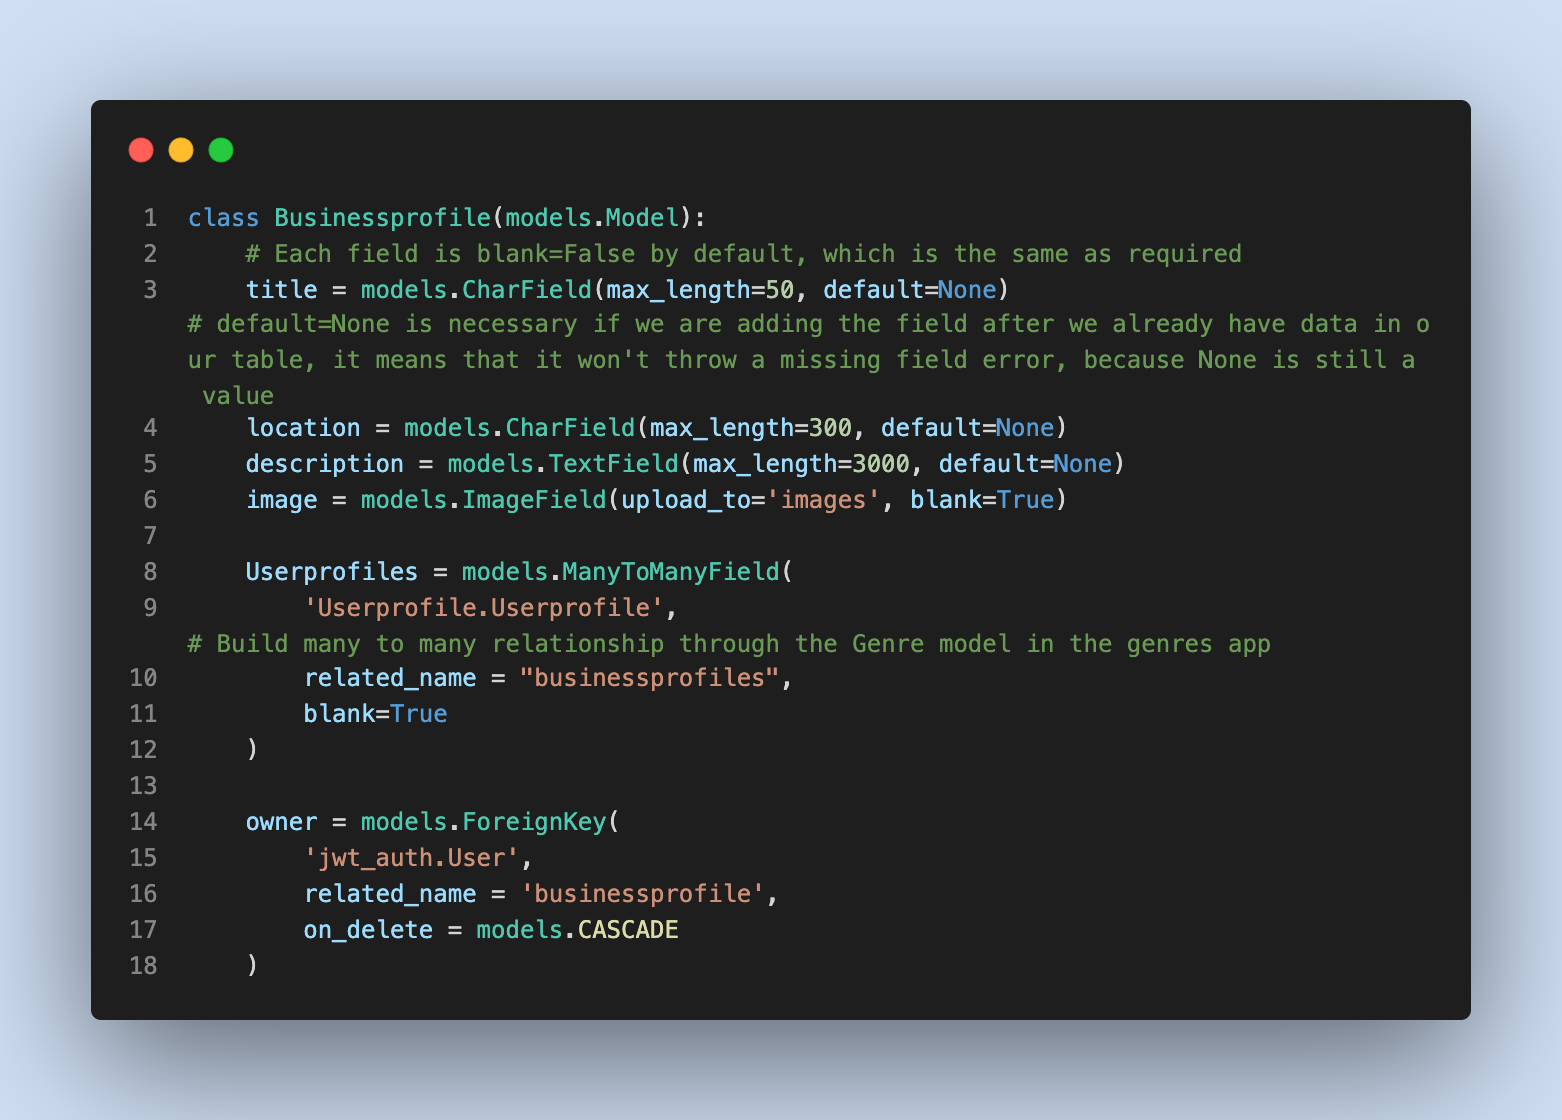 1 class Businessprofile(models.Model):
2     # Each field is blank=False by default, which is the same as required
3     title = models.CharField(max_length=50, default=None)
# default=None is necessary if we are adding the field after we already have data in o
ur table, it means that it won't throw a missing field error, because None is still a
 value
4     location = models.CharField(max_length=300, default=None)
5     description = models.TextField(max_length=3000, default=None)
6     image = models.ImageField(upload_to='images', blank=True)
7
8     Userprofiles = models.ManyToManyField(
9         'Userprofile.Userprofile',
# Build many to many relationship through the Genre model in the genres app
10         related_name = "businessprofiles",
11         blank=True
12     )
13
14     owner = models.ForeignKey(
15         'jwt_auth.User',
16         related_name = 'businessprofile',
17         on_delete = models.CASCADE
18     )